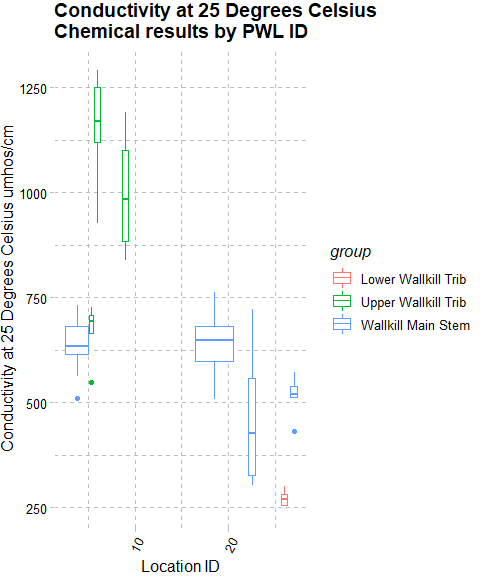 Conductivity at 25 Degrees Celsius
Chemical results by PWL ID
Conductivity at 25 Degrees Celsius umhos/cm
1250
1000
750
500
250
10
20
Location ID
group
Lower Wallkill Trib
Upper Wallkill Trib
Wallkill Main Stem